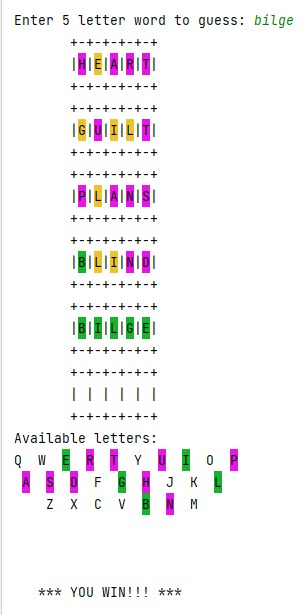 Enter 5 letter word to guess: bilge
+-+-+-+-+-+
|H|E|A|R|T|
+-+-+-+-+-+
+-+-+-+-+-+
|G|U|I|L|T|
+-+-+-+-+-+
+-+-+-+-+-+
|P|L|A|N|S|
+-+-+-+-+-+
+-+-+-+-+-+
|B|L|I|N|D|
+-+-+-+-+-+
+-+-+-+-+-+
|B|I|L|G|E|
+-+-+-+-+-+
+-+-+-+-+-+
| | | | | |
+-+-+-+-+-+
Available letters:
Q W E R T Y U I O P
A S D F G H J K L
Z X C V B N M
*** YOU WIN!!! ***